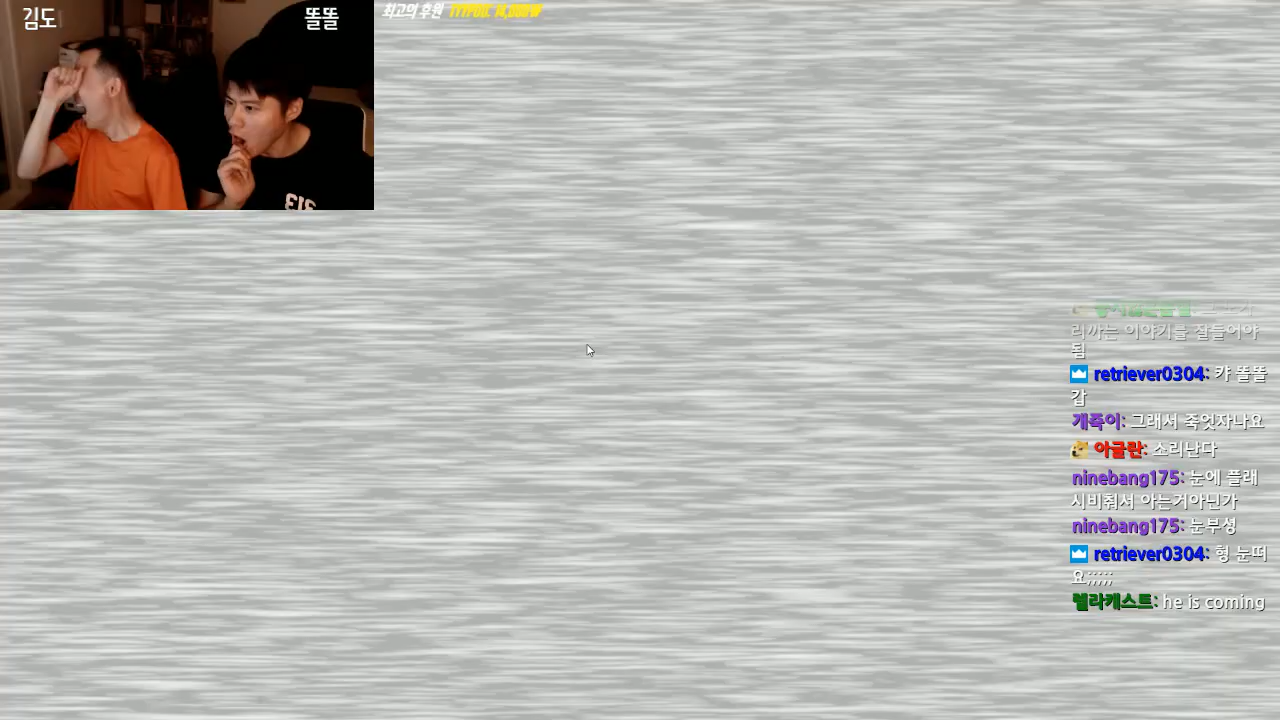 김도
똘똘
최고의 후원
리싸는 이야기를 잘들어야
됨
retriever0304: 캬 똘똘
갑
개죽이: 그래서 죽엇자나요
아글란: 소리난다
ninebang175: 눈에 플래
시비춰서 아는거아닌가
ninebang175: 눈부셩
retriever0304: 형 눈떠
요;;;;;
렐라캐스트: he is coming
313